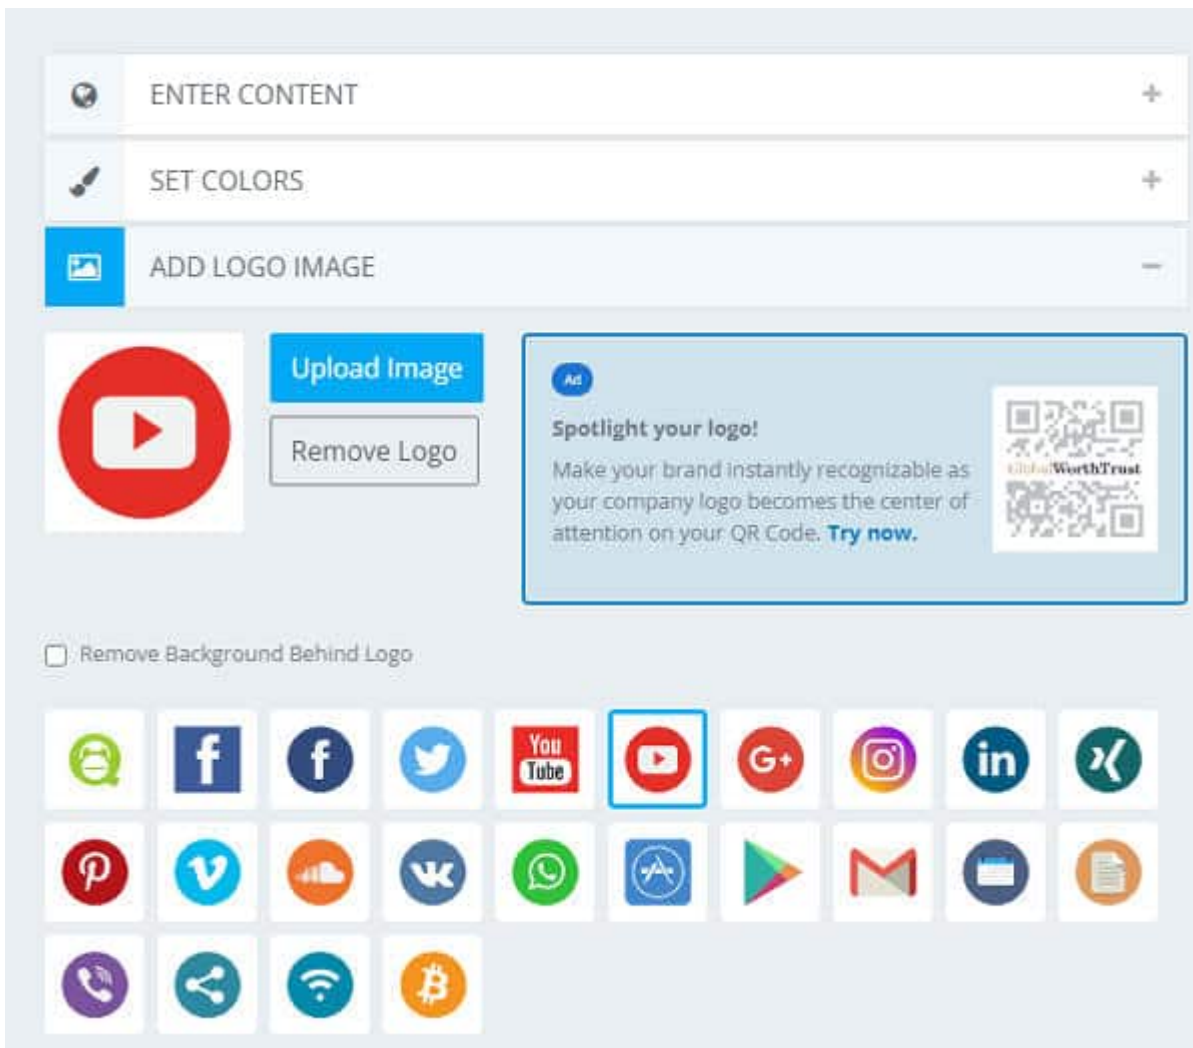 ENTER CONTENT
SET COLORS
ADD LOGO IMAGE
Upload Image
Remove Logo
Ad
Spotlight your logo!
Make your brand instantly recognizable as
your company logo becomes the center of
attention on your QR Code. Try now.
GlobalWorthTrust
Remove Background Behind Logo
f
f
You
Tube
G+
in